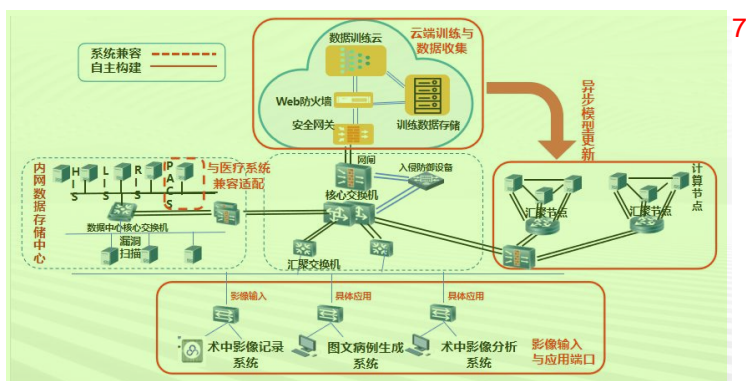 7
系统兼容
自主构建
数据训练云
云端训练与
数据收集
Web防火墙
安全网关
训练数据存储
异步模型更新
网闸
入侵防御设备
核心交换机
汇聚交换机
内网数据存储中心
HIS
LIS
RIS
PACS
与医疗系统
兼容适配
数据中心核心交换机
漏洞
扫描
计算节点
汇聚节点
汇聚节点
影像输入
具体应用
具体应用
术中影像记录
系统
图文病例生成
系统
术中影像分析
系统
影像输入
与应用端口